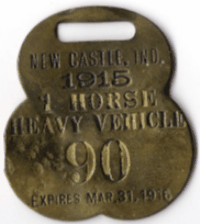 NEW CASTLE, IND.
1915
1 HORSE
HEAVY VEHICLE
90
EXPIRES MAR. 31, 1916